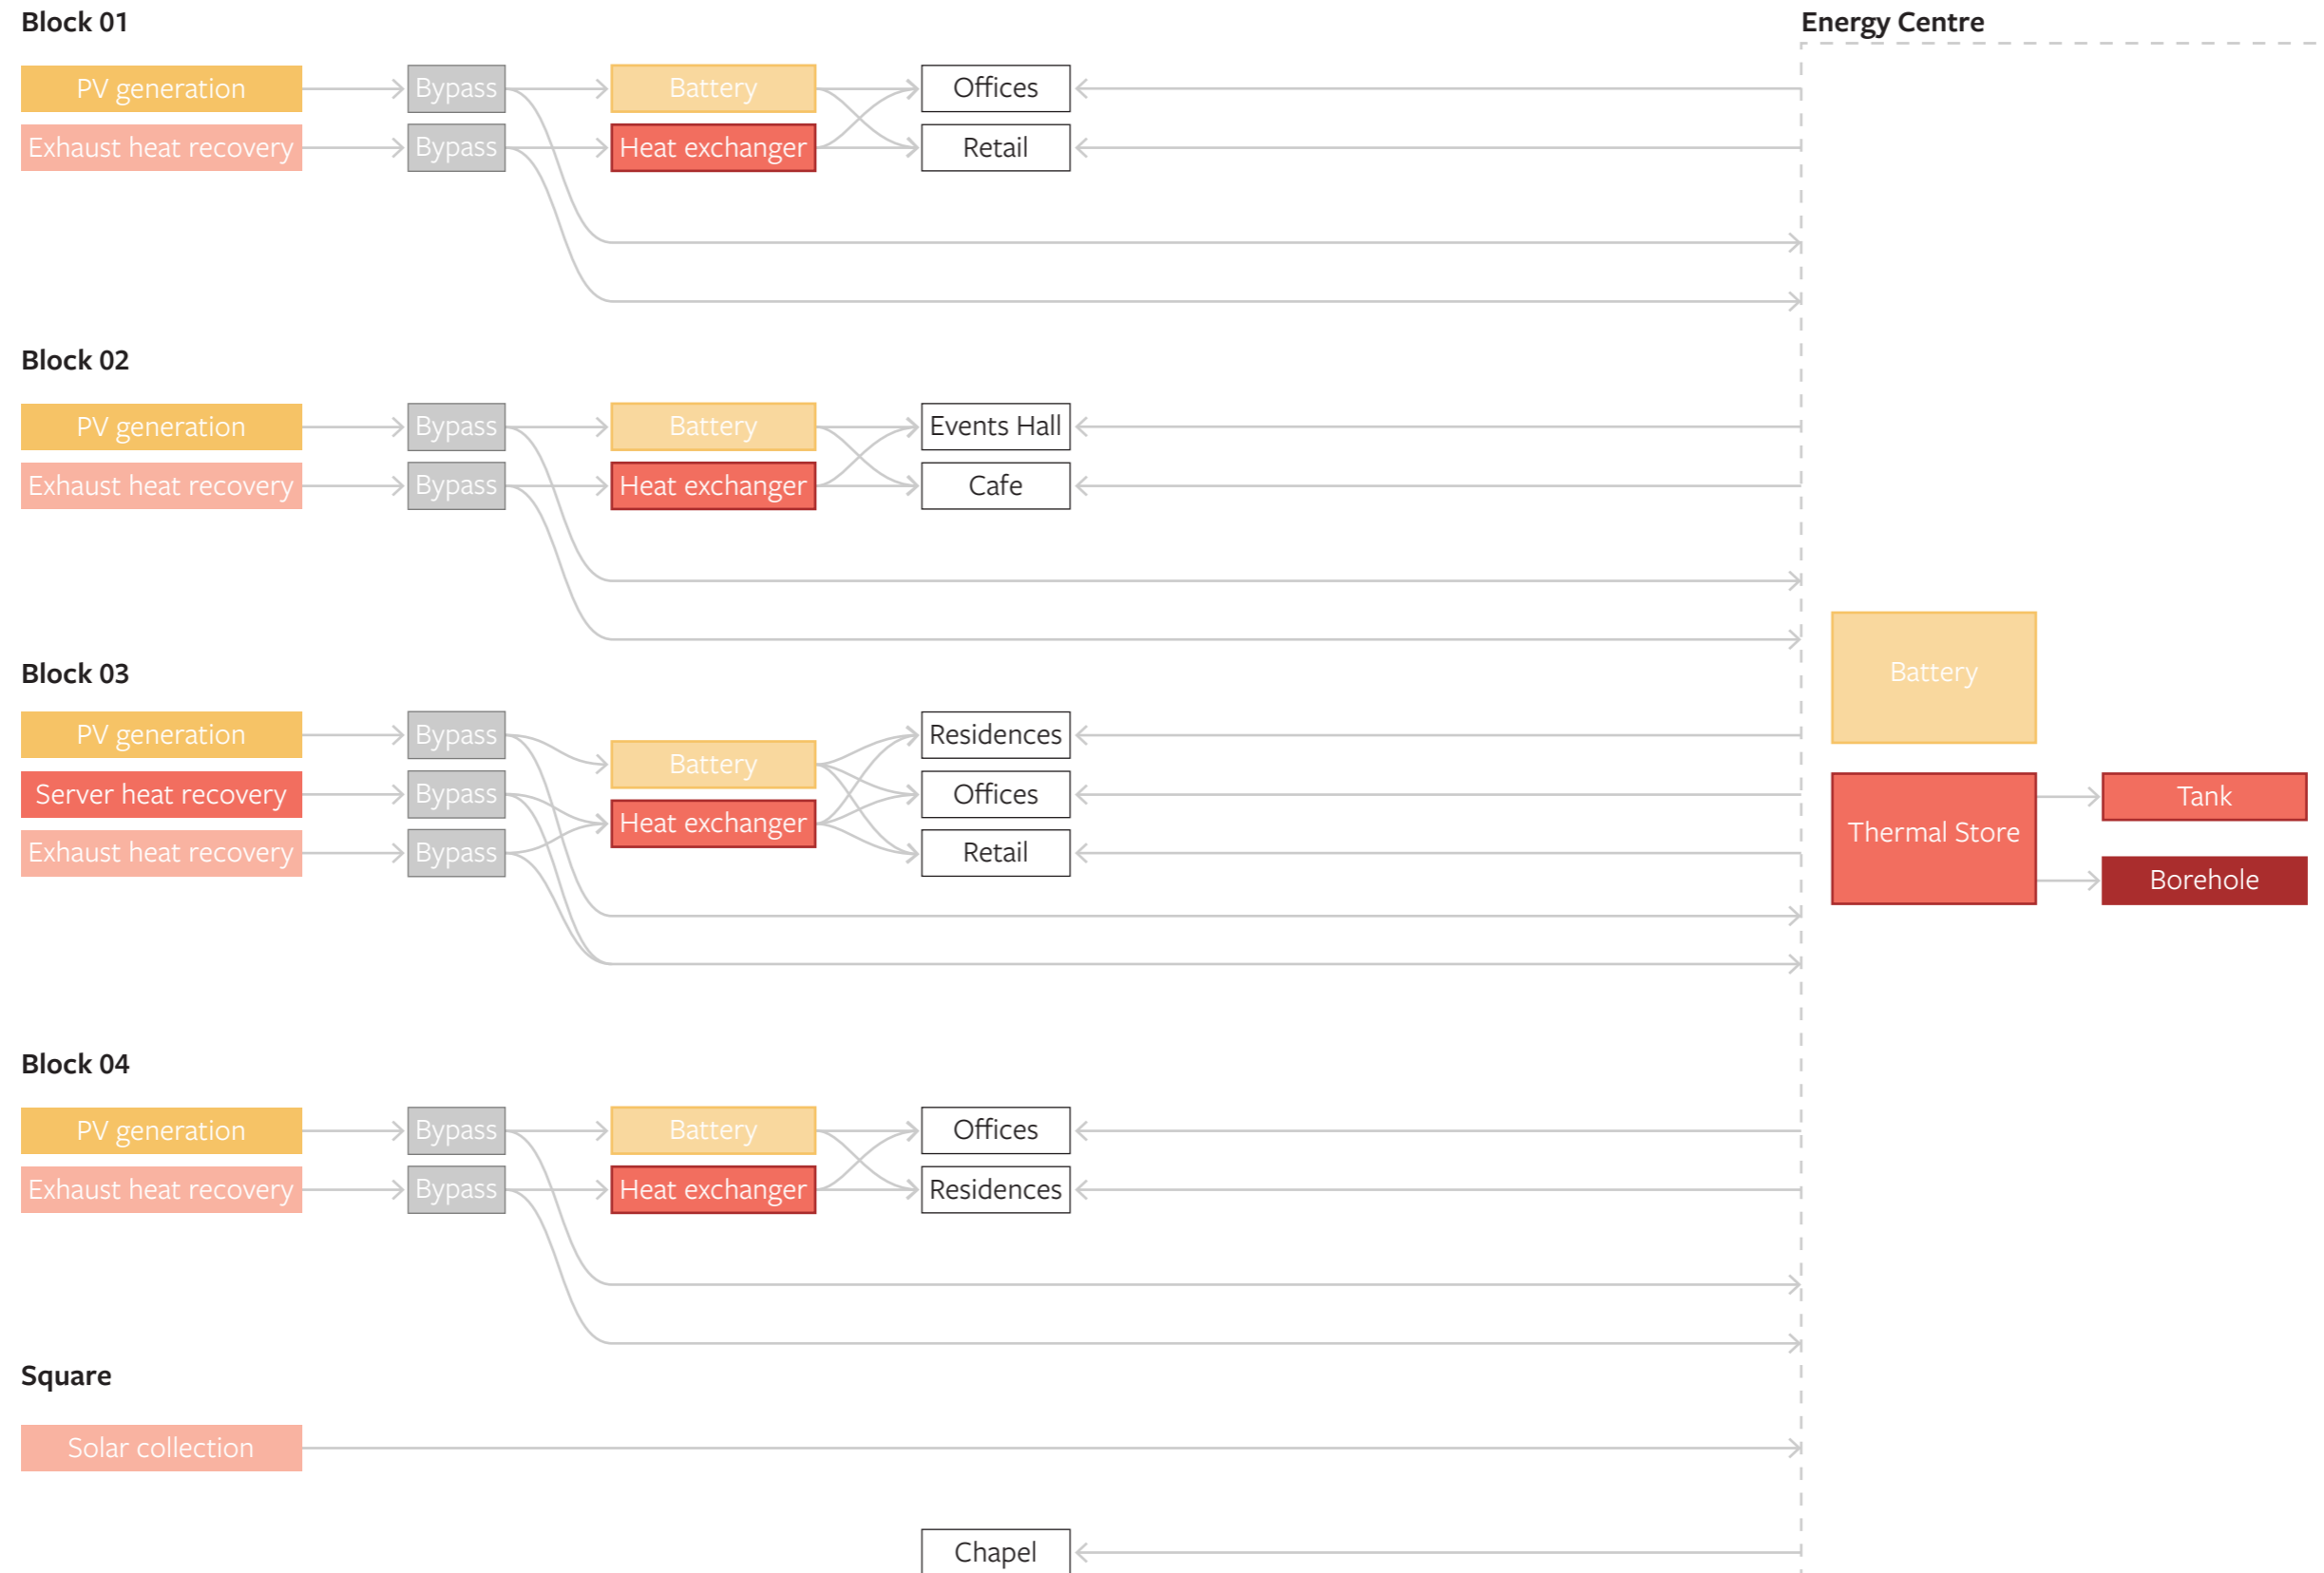 Block 01
Energy Centre
PV generation
Bypass
Battery
Offices
Exhaust heat recovery
Bypass
Heat exchanger
Retail
Block 02
PV generation
Bypass
Battery
Events Hall
Exhaust heat recovery
Bypass
Heat exchanger
Cafe
Block 03
PV generation
Bypass
Battery
Residences
Server heat recovery
Bypass
Heat exchanger
Offices
Exhaust heat recovery
Bypass
Retail
Battery
Thermal Store
Tank
Borehole
Block 04
PV generation
Bypass
Battery
Offices
Exhaust heat recovery
Bypass
Heat exchanger
Residences
Square
Solar collection
Chapel